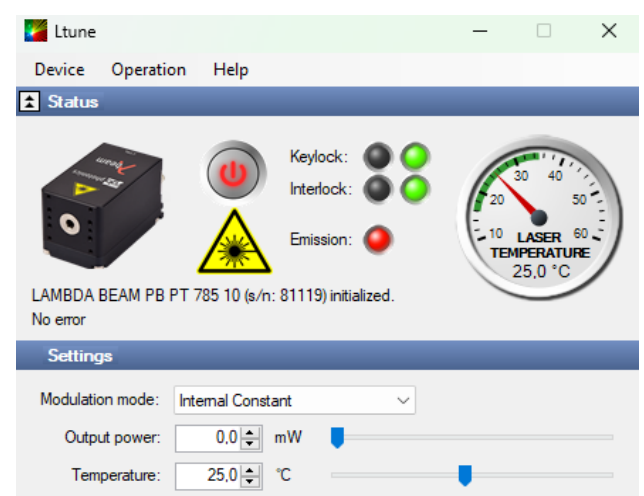 Ltune
Device Operation Help
Status
Keylock:
Interlock:
Emission:
10 20 30 40 50 60
LASER
TEMPERATURE
25,0 °C
LAMBDA BEAM PB PT 785 10 (s/n: 81119) initialized.
No error
Settings
Modulation mode: Internal Constant
Output power: 0,0 mW
Temperature: 25,0 °C